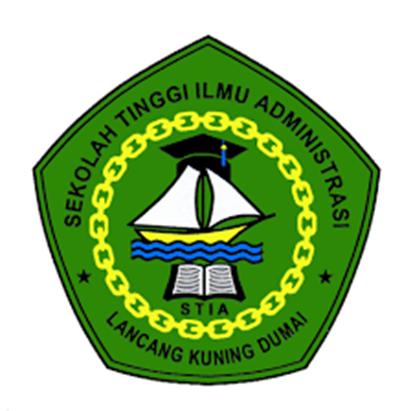 SEKOLAH TINGGI ILMU ADMINISTRASI
STIA
LANCANG KUNING DUMAI